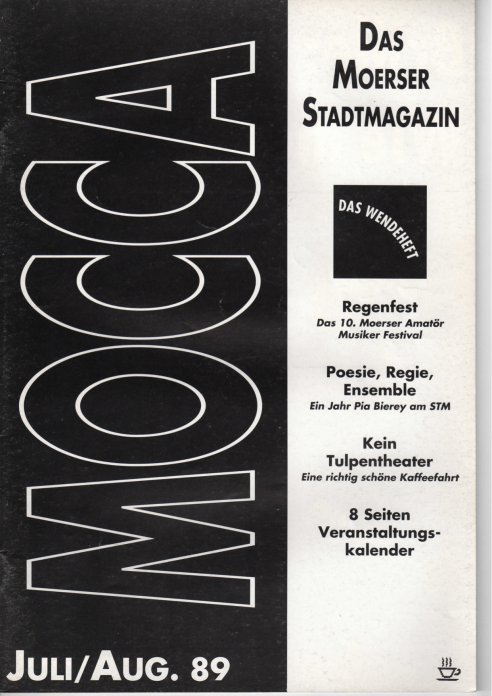 MOCCA
JULI/AUG. 89
DAS
MOERSER
STADTMAGAZIN
DAS WENDEHEFT
Regenfest
Das 10. Moerser Amatör
Musiker Festival
Poesie, Regie,
Ensemble
Ein Jahr Pia Bierey am STM
Kein
Tulpentheater
Eine richtig schöne Kaffeefahrt
8 Seiten
Veranstaltungs-
kalender